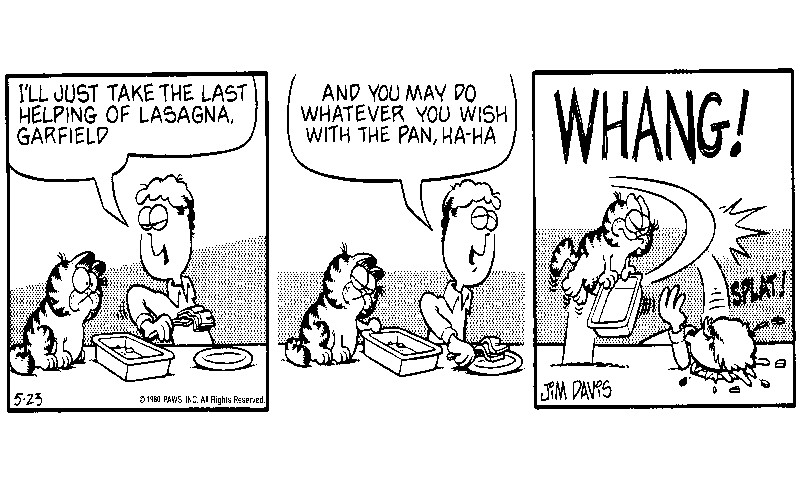 I'LL JUST TAKE THE LAST
HELPING OF LASAGNA,
GARFIELD
AND YOU MAY DO
WHATEVER YOU WISH
WITH THE PAN, HA-HA
WHANG!
SPLAT!
5-23
© 1980 PAWS, INC. All Rights Reserved.
JIM DAVIS